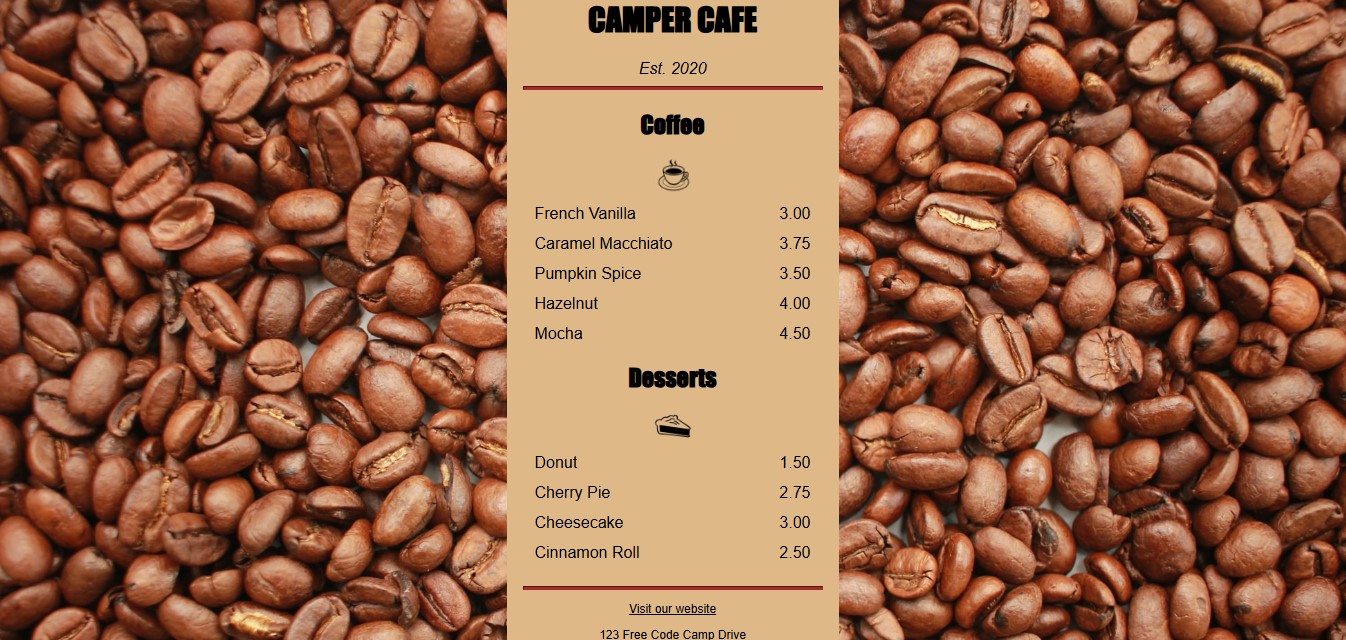 CAMPER CAFE
Est. 2020
Coffee
French Vanilla 3.00
Caramel Macchiato 3.75
Pumpkin Spice 3.50
Hazelnut 4.00
Mocha 4.50
Desserts
Donut 1.50
Cherry Pie 2.75
Cheesecake 3.00
Cinnamon Roll 2.50
Visit our website
123 Free Code Camp Drive